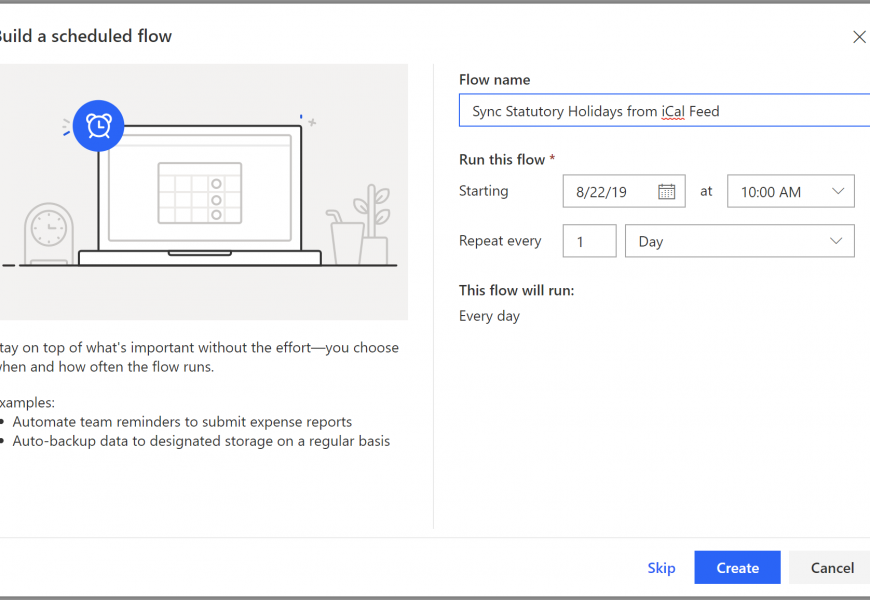 Build a scheduled flow
Flow name
Sync Statutory Holidays from iCal Feed
Run this flow *
Starting
8/22/19
at
10:00 AM
Repeat every
1
Day
This flow will run:
Every day
tay on top of what's important without the effort—you choose
when and how often the flow runs.
xamples:
• Automate team reminders to submit expense reports
• Auto-backup data to designated storage on a regular basis
Skip
Create
Cancel